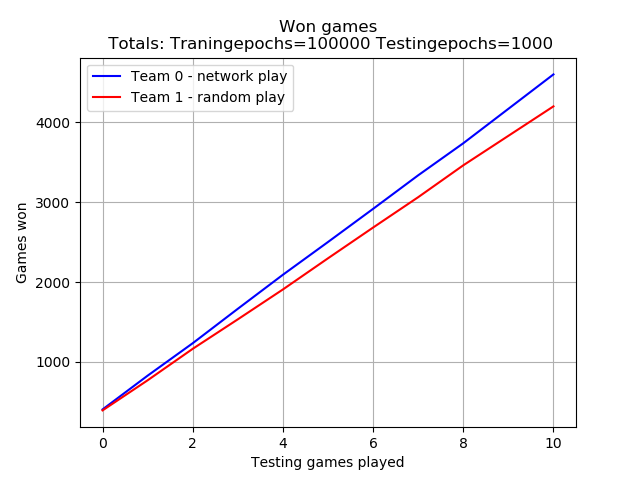 Won games
Totals: Traningepochs=100000 Testingepochs=1000
Team 0 - network play
Team 1 - random play
4000
3000
2000
1000
Games won
0 2 4 6 8 10
Testing games played